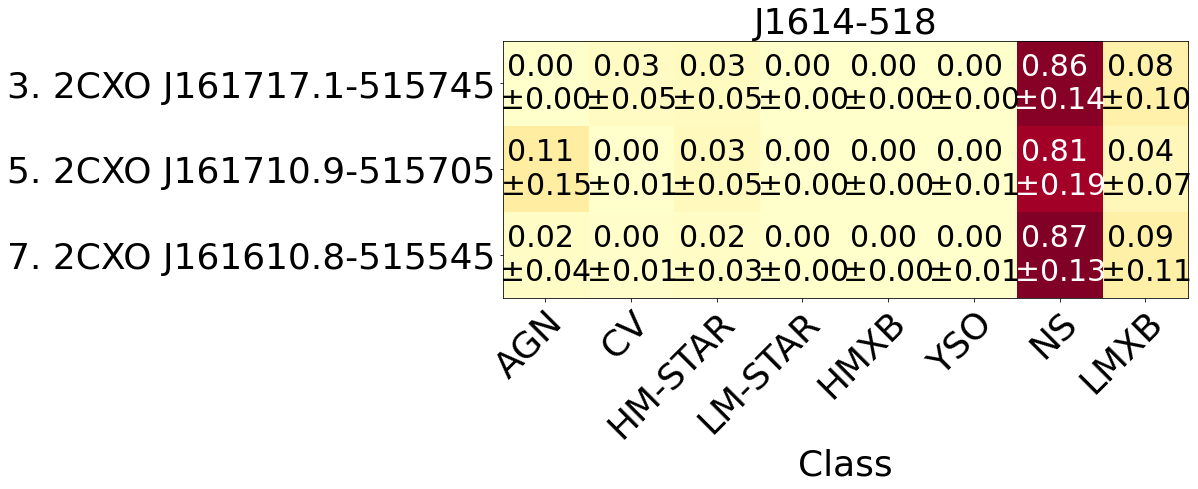 J1614-518
3. 2CXO J161717.1-515745
0.00 0.03 0.03 0.00 0.00 0.00 0.86 0.08
±0.00 ±0.05 ±0.05 ±0.00 ±0.00 ±0.00 ±0.14 ±0.10
5. 2CXO J161710.9-515705
0.11 0.00 0.03 0.00 0.00 0.00 0.81 0.04
±0.15 ±0.01 ±0.05 ±0.00 ±0.00 ±0.01 ±0.19 ±0.07
7. 2CXO J161610.8-515545
0.02 0.00 0.02 0.00 0.00 0.00 0.87 0.09
±0.04 ±0.01 ±0.03 ±0.00 ±0.00 ±0.01 ±0.13 ±0.11
AGN CV HM-STAR LM-STAR HMXB YSO NS LMXB
Class